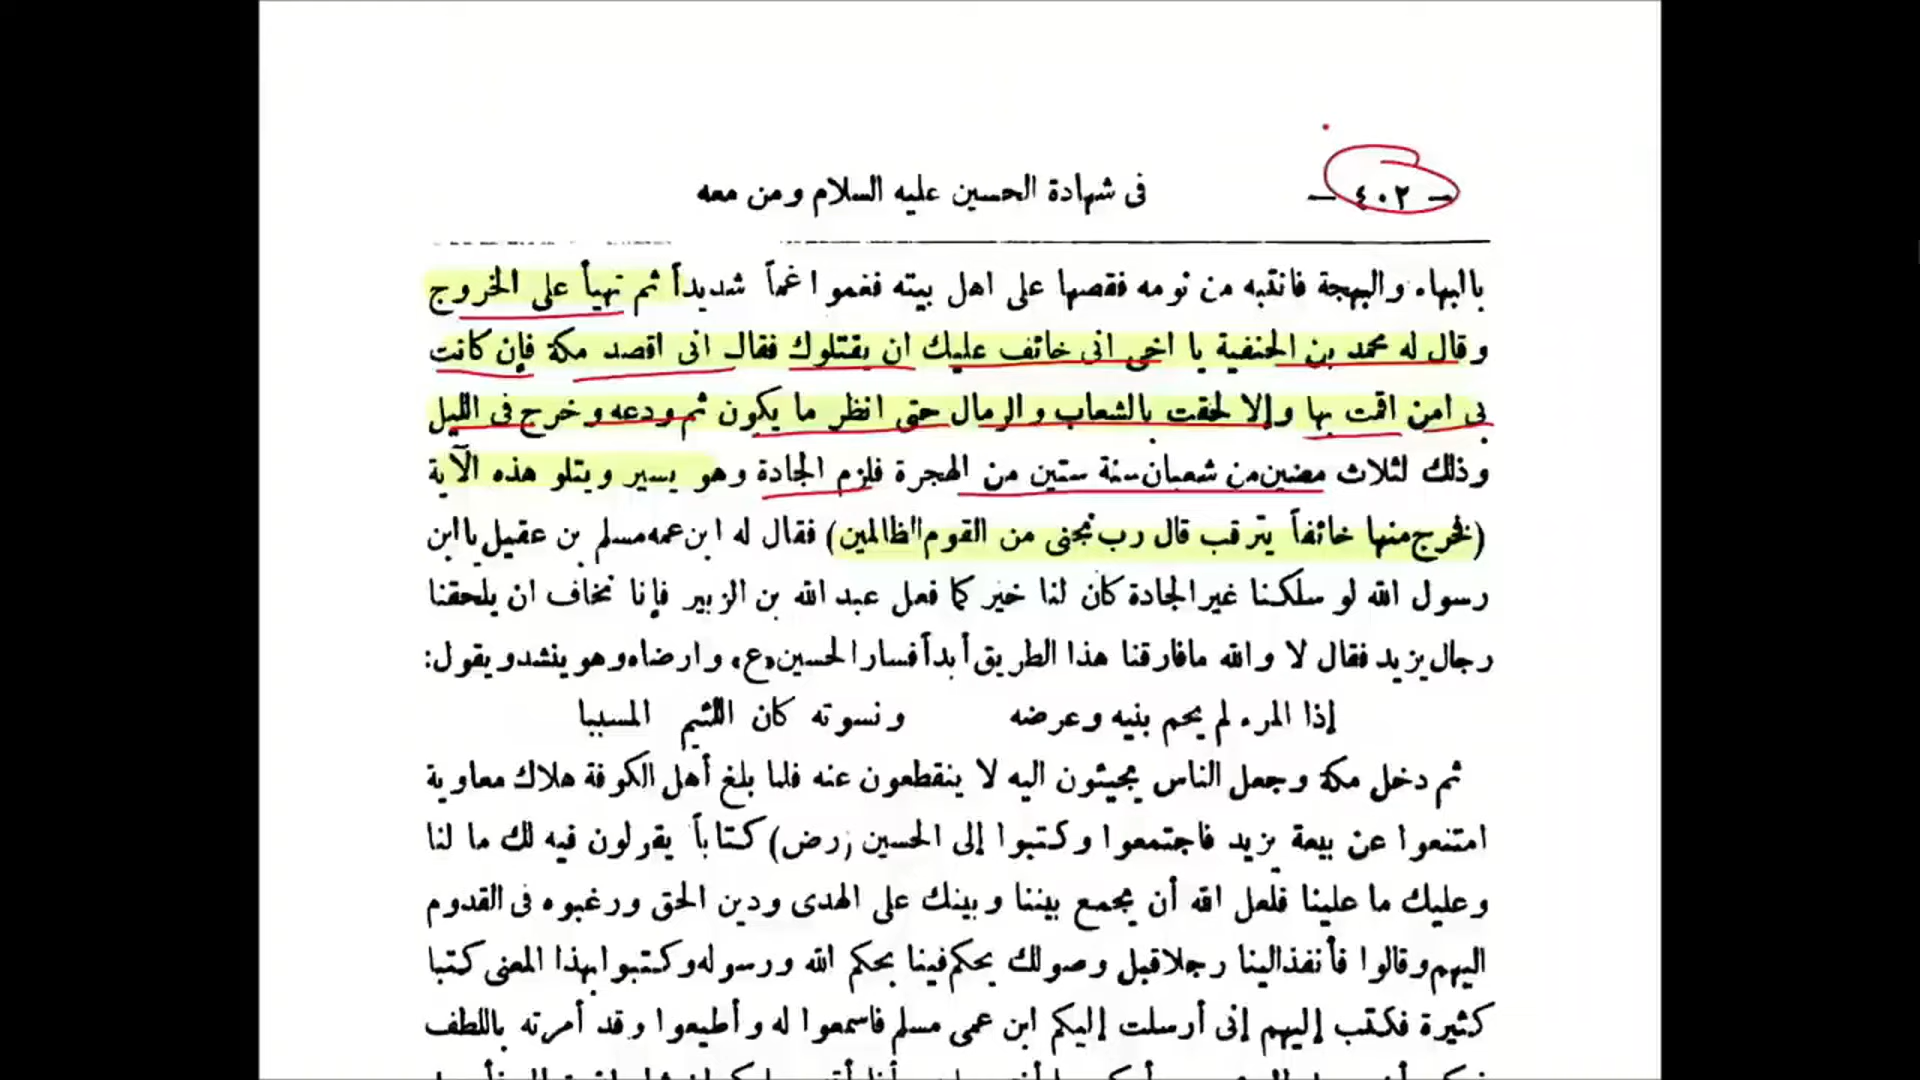 - ٤٠٢ - فى شهادة الحسين عليه السلام ومن معه
بالبهاء والبهجة فانتبه من نومه فقصها على اهل بيته فغموا غماً شديداً ثم تهيأ على الخروج
وقال له محمد بن الحنفية يا اخى انى خائف عليك ان يقتلوك فقال انى اقصد مكة فإن كانت
بى امن اقمت بها وإلا لحقت بالشعاب والرمال حتى انظر ما يكون ثم ودعه وخرج فى الليل
وذلك لثلاث مضين من شعبان سنة ستين من الهجرة فلزم الجادة وهو يسير ويتلو هذه الآية
(فخرج منها خائفاً يترقب قال رب نجنى من القوم الظالمين) فقال له ابن عمه مسلم بن عقيل يا ابن
رسول الله لو سلكنا غير الجادة كان لنا خير كما فعل عبد الله بن الزبير فإنا نخاف ان يلحقنا
رجال يزيد فقال لا والله ما فارقنا هذا الطريق أبداً فسار الحسين «ع» وارضاه وهو ينشد ويقول:
إذا المرء لم يحم بنيه وعرضه ونسوته كان اللئيم المسببا
ثم دخل مكة وجعل الناس يجيئون اليه لا ينقطعون عنه فلما بلغ أهل الكوفة هلاك معاوية
امتنعوا عن بيعة يزيد فاجتمعوا وكتبوا إلى الحسين (رض) كتاباً يقولون فيه لك ما لنا
وعليك ما علينا فلعل الله أن يجمع بيننا وبينك على الهدى ودين الحق ورغبوه فى القدوم
اليهم وقالوا فأنفذ الينا رجلا قبل وصولك يحكم فينا بحكم الله ورسوله وكتبوا بهذا المعنى كتبا
كثيرة فكتب إليهم إنى أرسلت إليكم ابن عمى مسلم فاسمعوا له وأطيعوا وقد أمرته باللطف